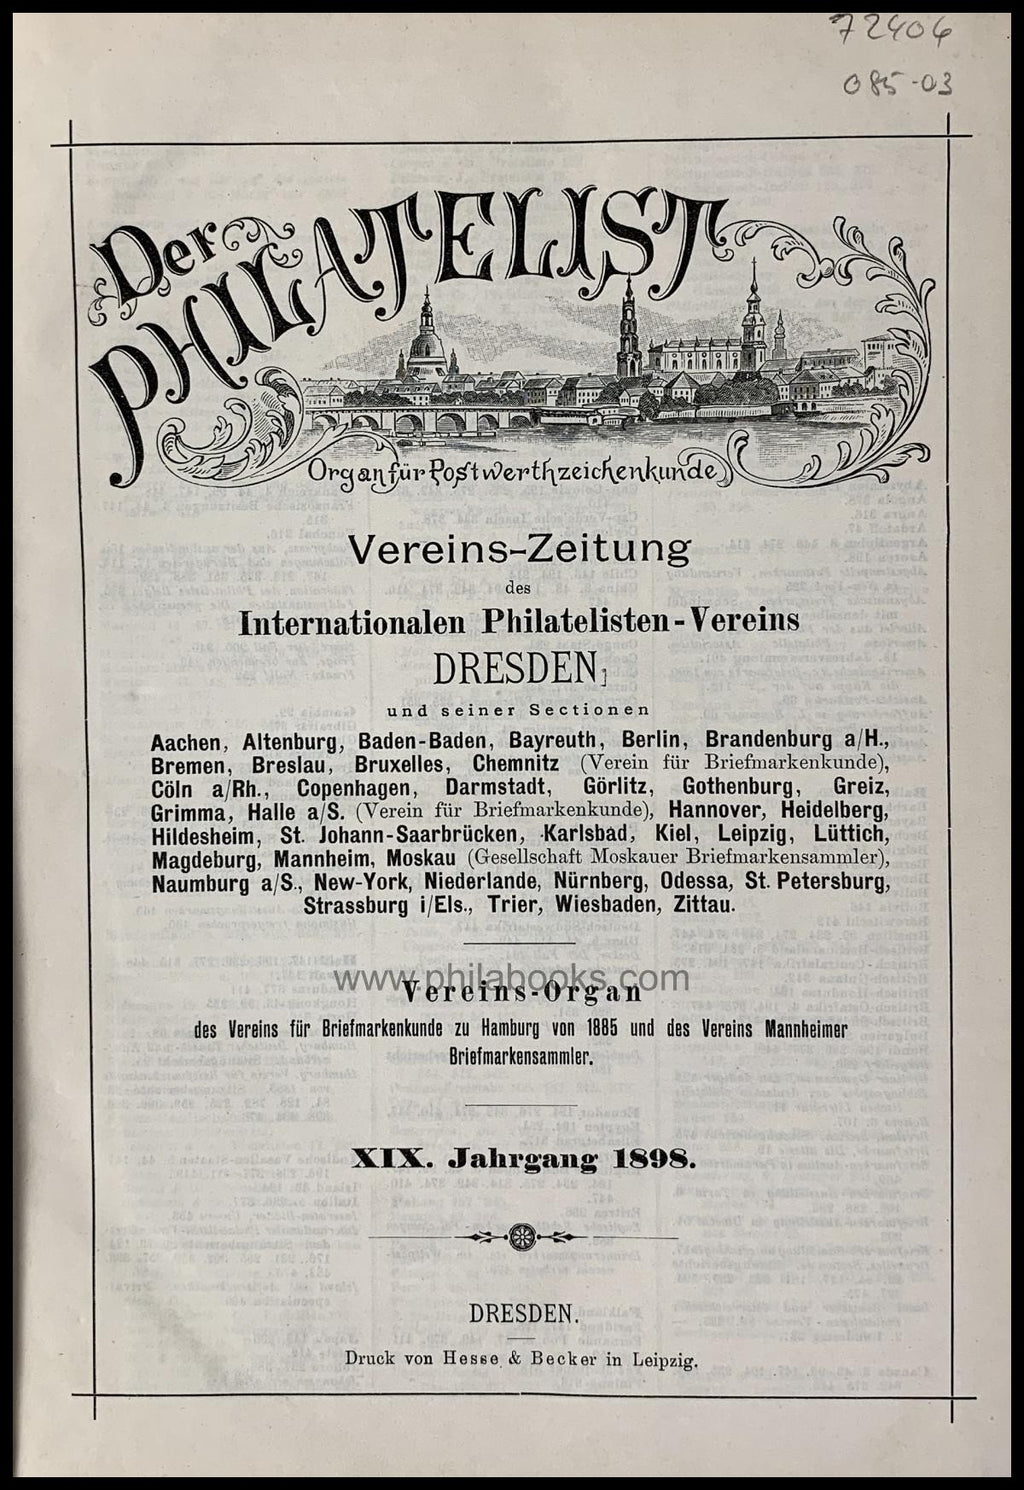 72406
085-03
Der
PHILATELIST
Organ für Postwerthzeichenkunde
Vereins-Zeitung
des
Internationalen Philatelisten-Vereins
DRESDEN,
und seiner Sectionen
Aachen, Altenburg, Baden-Baden, Bayreuth, Berlin, Brandenburg a/H.,
Bremen, Breslau, Bruxelles, Chemnitz (Verein für Briefmarkenkunde),
Cöln a/Rh., Copenhagen, Darmstadt, Görlitz, Gothenburg, Greiz,
Grimma, Halle a/S. (Verein für Briefmarkenkunde), Hannover, Heidelberg,
Hildesheim, St. Johann-Saarbrücken, Karlsbad, Kiel, Leipzig, Lüttich,
Magdeburg, Mannheim, Moskau (Gesellschaft Moskauer Briefmarkensammler),
Naumburg a/S., New-York, Niederlande, Nürnberg, Odessa, St. Petersburg,
Strassburg i/Els., Trier, Wiesbaden, Zittau.
www.philabooks.com
Vereins-Organ
des Vereins für Briefmarkenkunde zu Hamburg von 1885 und des Vereins Mannheimer
Briefmarkensammler.
XIX. Jahrgang 1898.
DRESDEN.
Druck von Hesse & Becker in Leipzig.